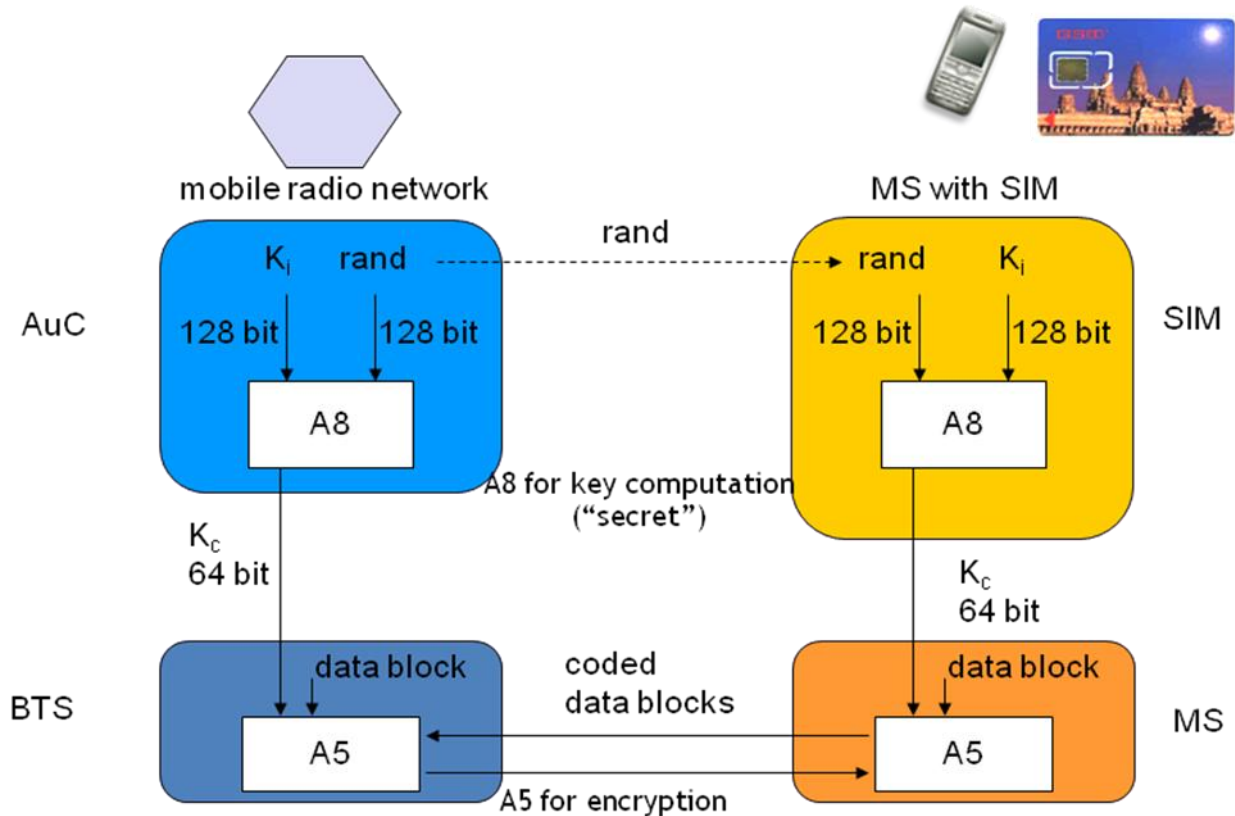 GSM
mobile radio network
MS with SIM
AuC
Ki
rand
128 bit
128 bit
A8
rand
rand
Ki
128 bit
128 bit
A8
SIM
A8 for key computation
(“secret”)
Kc
64 bit
Kc
64 bit
BTS
data block
A5
coded
data blocks
A5 for encryption
data block
A5
MS